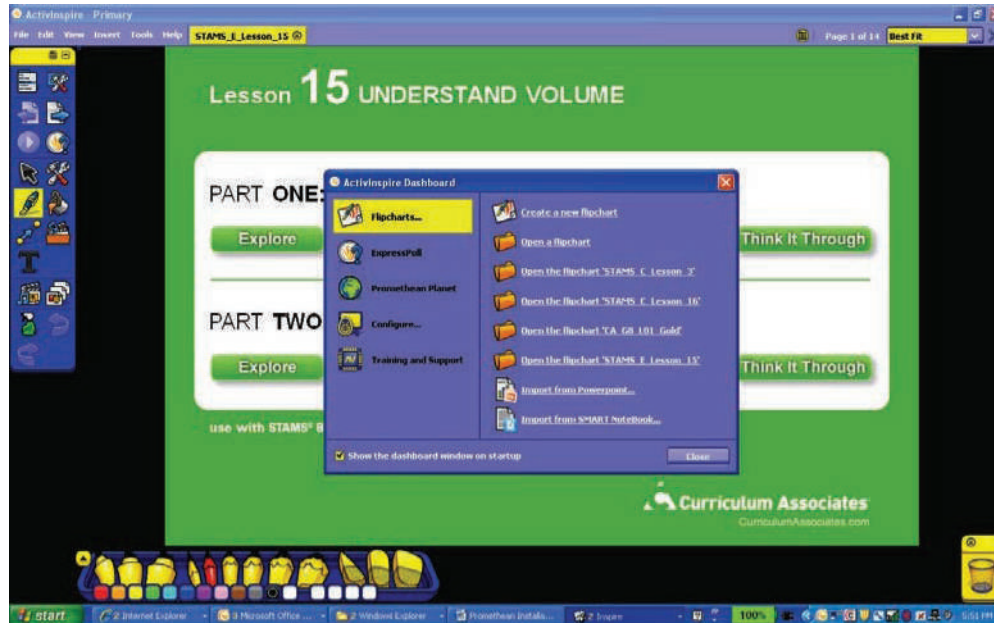 ActivInspire Primary
File Edit View Insert Tools Help STAMS_E_Lesson_15 Page 1 of 14 Best Fit
Lesson 15 UNDERSTAND VOLUME
PART ONE:
Explore
Think It Through
PART TWO
Explore
Think It Through
use with STAMS®
ActivInspire Dashboard
Flipcharts...
ExpressPoll
Promethean Planet
Configure...
Training and Support
Create a new flipchart
Open a flipchart
Open the flipchart 'STAMS_C_Lesson_3'
Open the flipchart 'STAMS_C_Lesson_16'
Open the flipchart 'CA_G8_L01_Gold'
Open the flipchart 'STAMS_E_Lesson_15'
Import from Powerpoint...
Import from SMART NoteBook...
Show the dashboard window on startup
Close
Curriculum Associates
CurriculumAssociates.com
start 2 Internet Explorer 3 Microsoft Office ... 2 Windows Explorer Promethean Installa... 2 Inspire 100% 5:51 PM